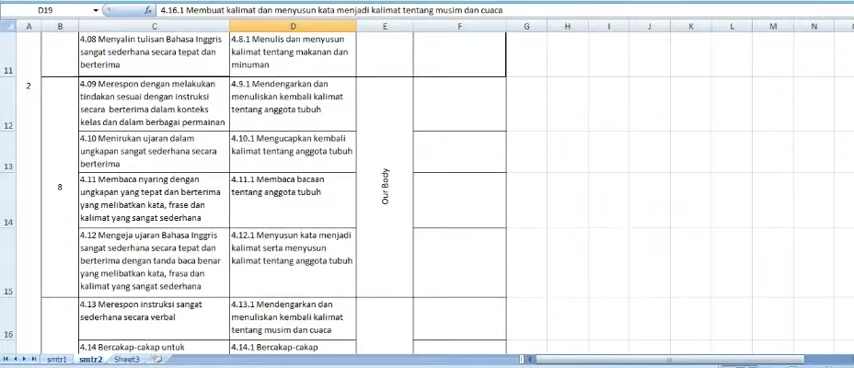 D19 fx 4.16.1 Membuat kalimat dan menyusun kata menjadi kalimat tentang musim dan cuaca
A B C D E F G H I J K L M N
11
4.08 Menyalin tulisan Bahasa Inggris
sangat sederhana secara tepat dan
berterima
4.8.1 Menulis dan menyusun
kalimat tentang makanan dan
minuman
12
2
4.09 Merespon dengan melakukan
tindakan sesuai dengan instruksi
secara berterima dalam konteks
kelas dan dalam berbagai permainan
4.9.1 Mendengarkan dan
menuliskan kembali kalimat
tentang anggota tubuh
13
4.10 Menirukan ujaran dalam
ungkapan sangat sederhana secara
berterima
4.10.1 Mengucapkan kembali
kalimat tentang anggota tubuh
14
8
4.11 Membaca nyaring dengan
ungkapan yang tepat dan berterima
yang melibatkan kata, frase dan
kalimat yang sangat sederhana
4.11.1 Membaca bacaan
tentang anggota tubuh
Our Body
15
4.12 Mengeja ujaran Bahasa Inggris
sangat sederhana secara tepat dan
berterima dengan tanda baca benar
yang melibatkan kata, frasa dan
kalimat yang sangat sederhana
4.12.1 Menyusun kata menjadi
kalimat serta menyusun
kalimat tentang anggota tubuh
16
4.13 Merespon instruksi sangat
sederhana secara verbal
4.13.1 Mendengarkan dan
menuliskan kembali kalimat
tentang musim dan cuaca
4.14 Bercakap-cakap untuk
4.14.1 Bercakap-cakap
smtr1 smtr2 Sheet3